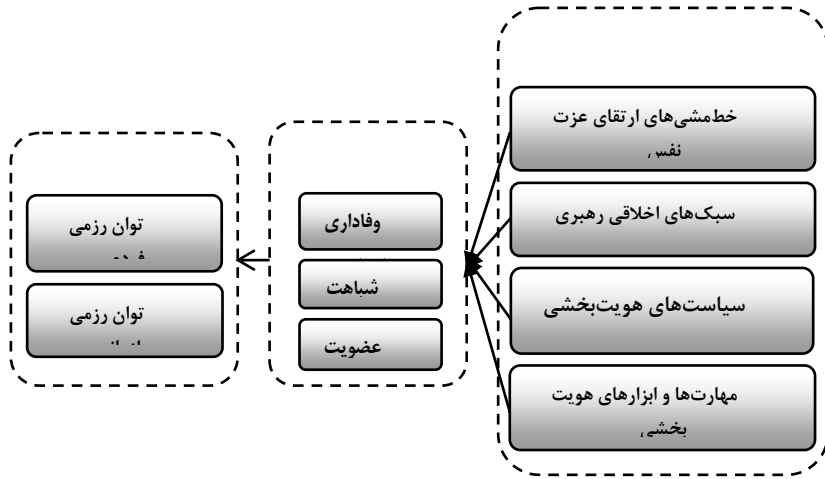 خط‌مشی‌های ارتقای عزت
نفس
سبک‌های اخلاقی رهبری
سیاست‌های هویت‌بخشی
مهارت‌ها و ابزارهای هویت
بخشی
وفاداری
شباهت
عضویت
توان رزمی
توان رزمی